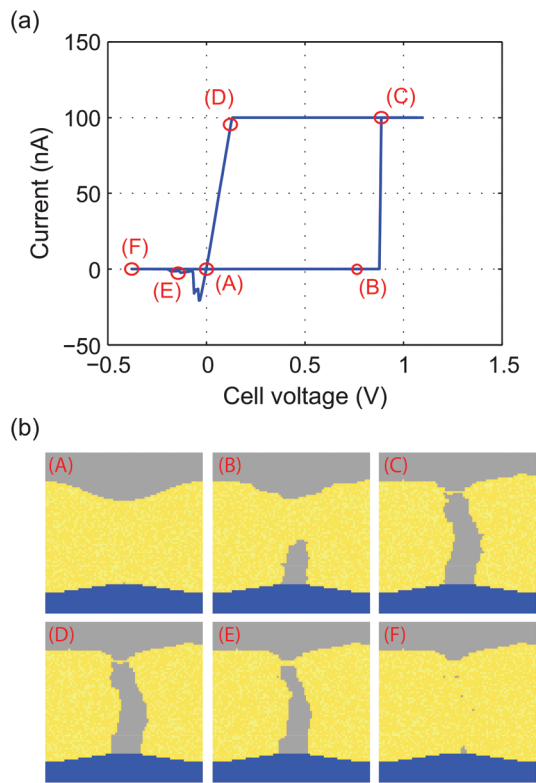 (a)
150
100
50
0
−50
Current (nA)
(D)
(C)
(F)
(E)
(A)
(B)
−0.5
0
0.5
1
1.5
Cell voltage (V)
(b)
(A)
(B)
(C)
(D)
(E)
(F)